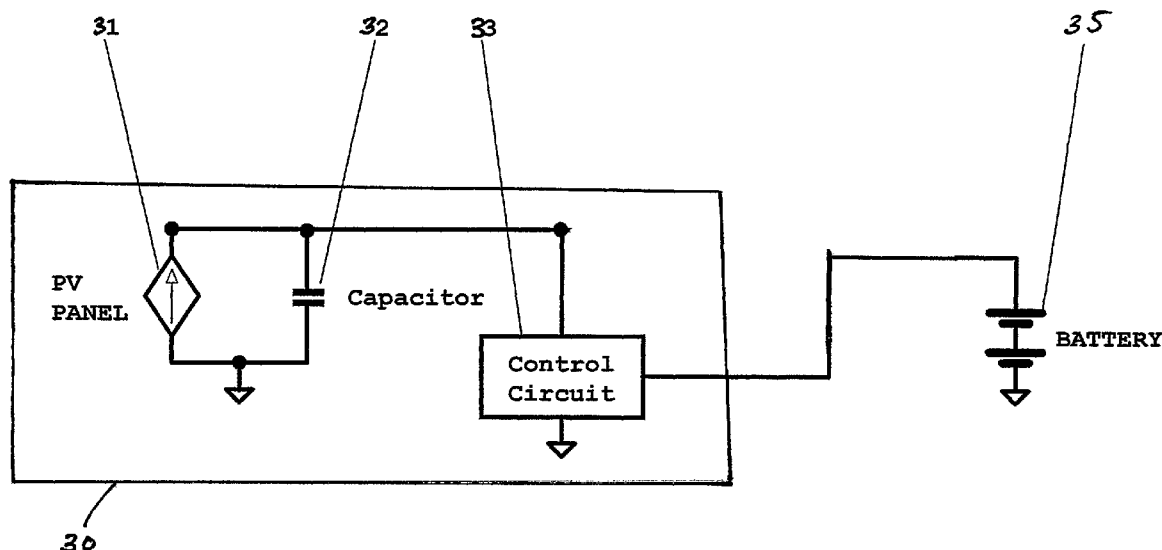 31
32
33
35
PV
PANEL
Capacitor
Control
Circuit
BATTERY
30